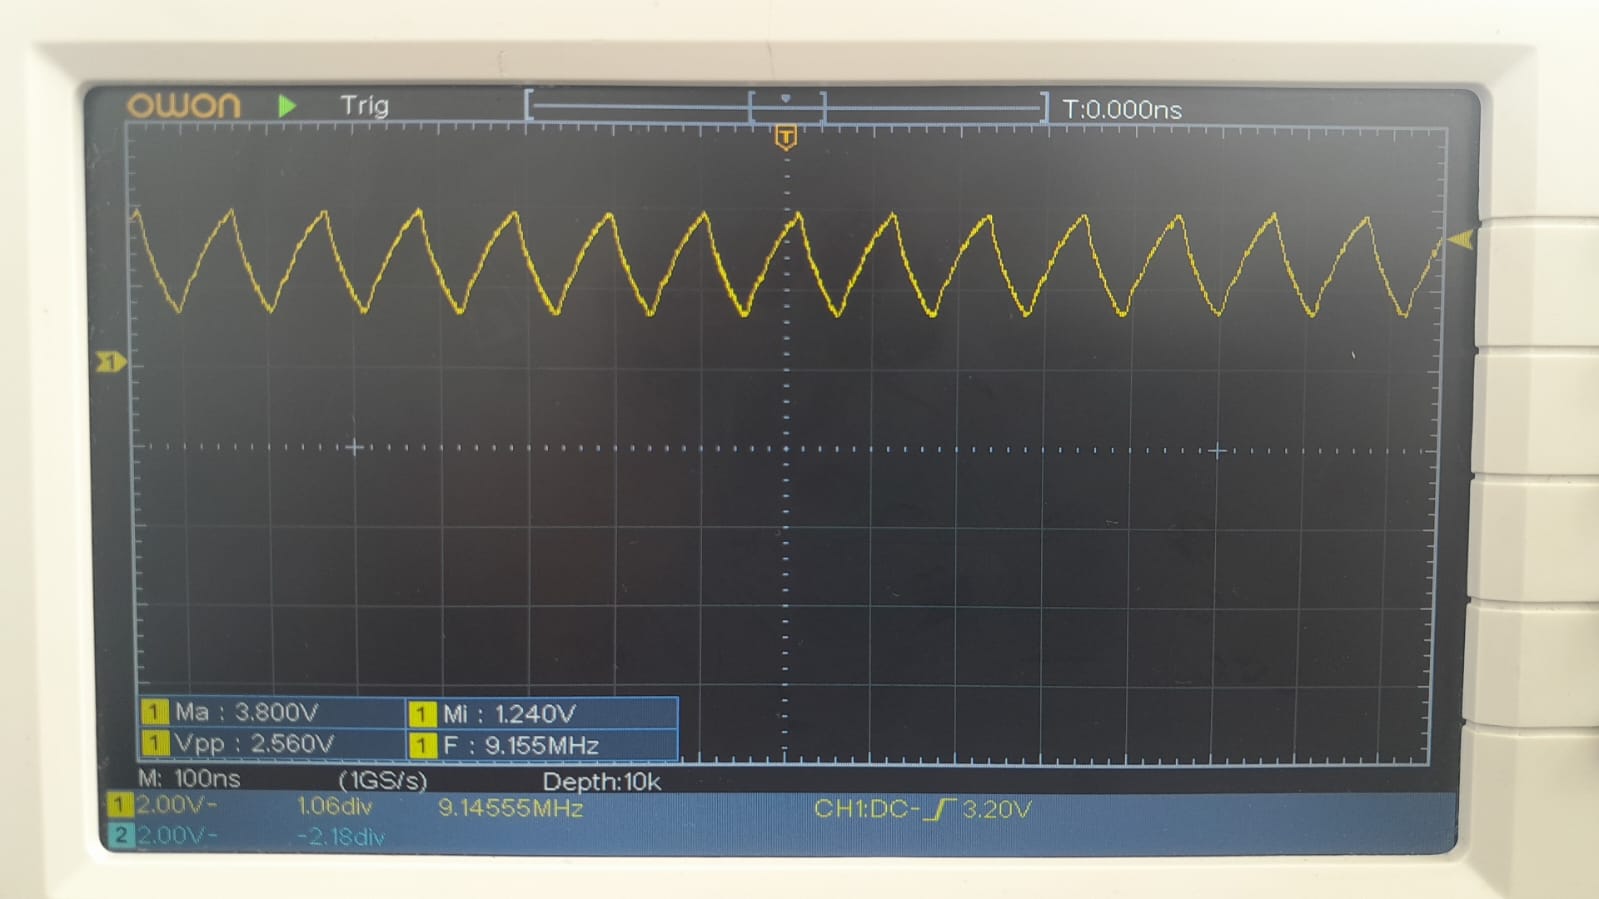 owon Trig T:0.000ns
T
1
1 Ma : 3.800V 1 Mi : 1.240V
1 Vpp : 2.560V 1 F : 9.155MHz
M: 100ns (1GS/s) Depth:10k
1 2.00V- 1.06div 9.14555MHz CH1:DC- 3.20V
2 2.00V- -2.18div